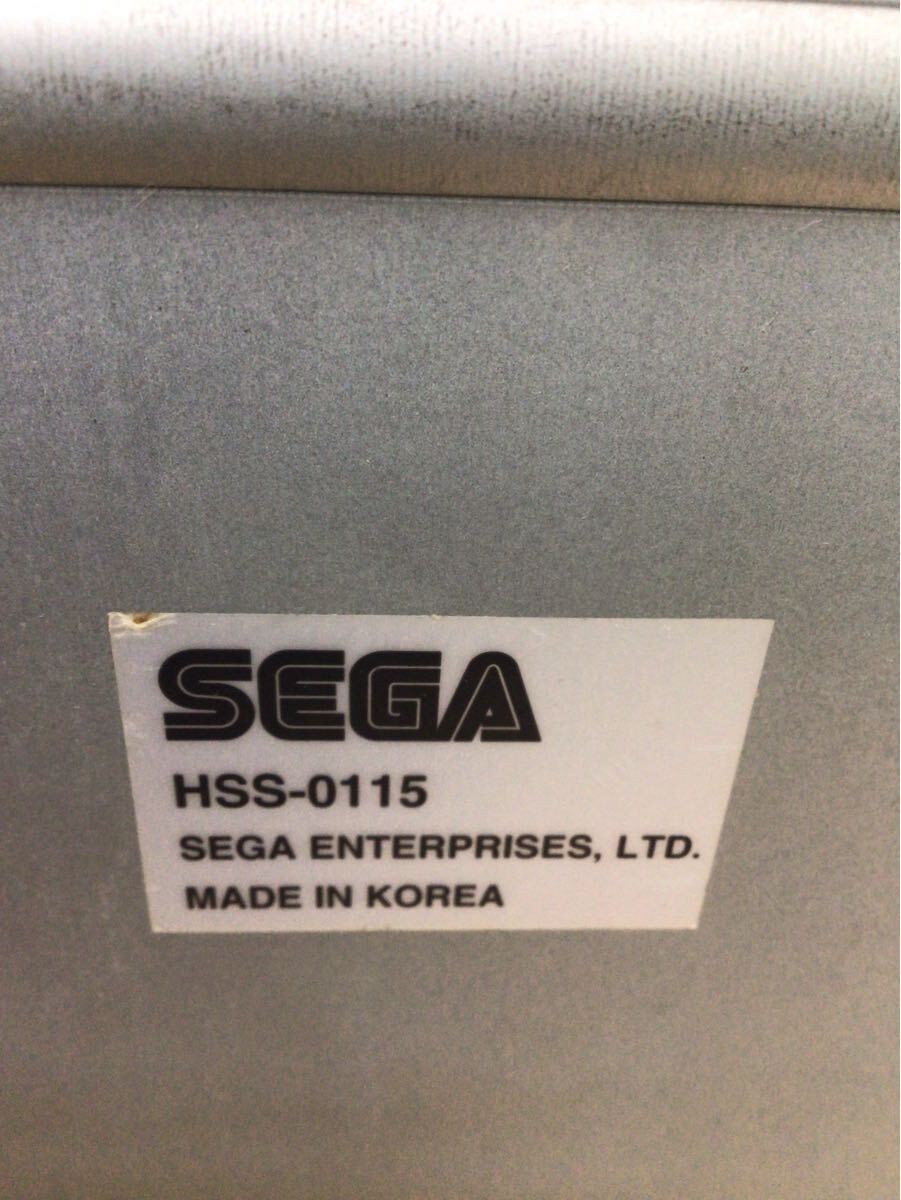 SEGA
HSS-0115
SEGA ENTERPRISES, LTD.
MADE IN KOREA